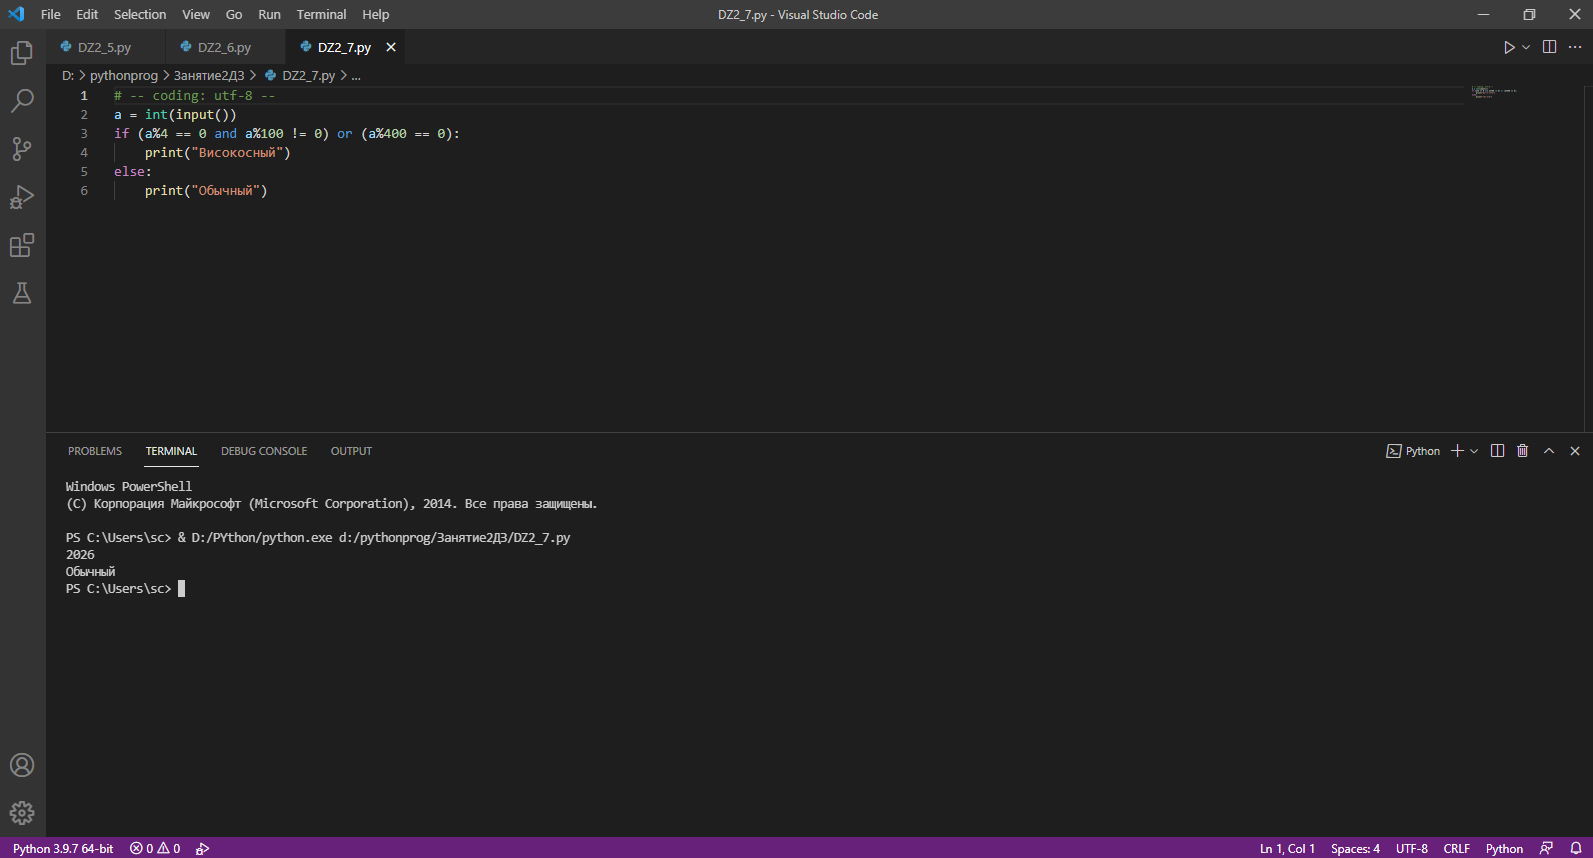 File Edit Selection View Go Run Terminal Help DZ2_7.py - Visual Studio Code
DZ2_5.py DZ2_6.py DZ2_7.py
D: > pythonprog > Занятие2ДЗ > DZ2_7.py > ...
1 # -- coding: utf-8 --
2 a = int(input())
3 if (a%4 == 0 and a%100 != 0) or (a%400 == 0):
4     print("Високосный")
5 else:
6     print("Обычный")
PROBLEMS TERMINAL DEBUG CONSOLE OUTPUT Python
Windows PowerShell
(C) Корпорация Майкрософт (Microsoft Corporation), 2014. Все права защищены.
PS C:\Users\sc> & D:/PYthon/python.exe d:/pythonprog/Занятие2ДЗ/DZ2_7.py
2026
Обычный
PS C:\Users\sc>
Python 3.9.7 64-bit 0 0 Ln 1, Col 1 Spaces: 4 UTF-8 CRLF Python